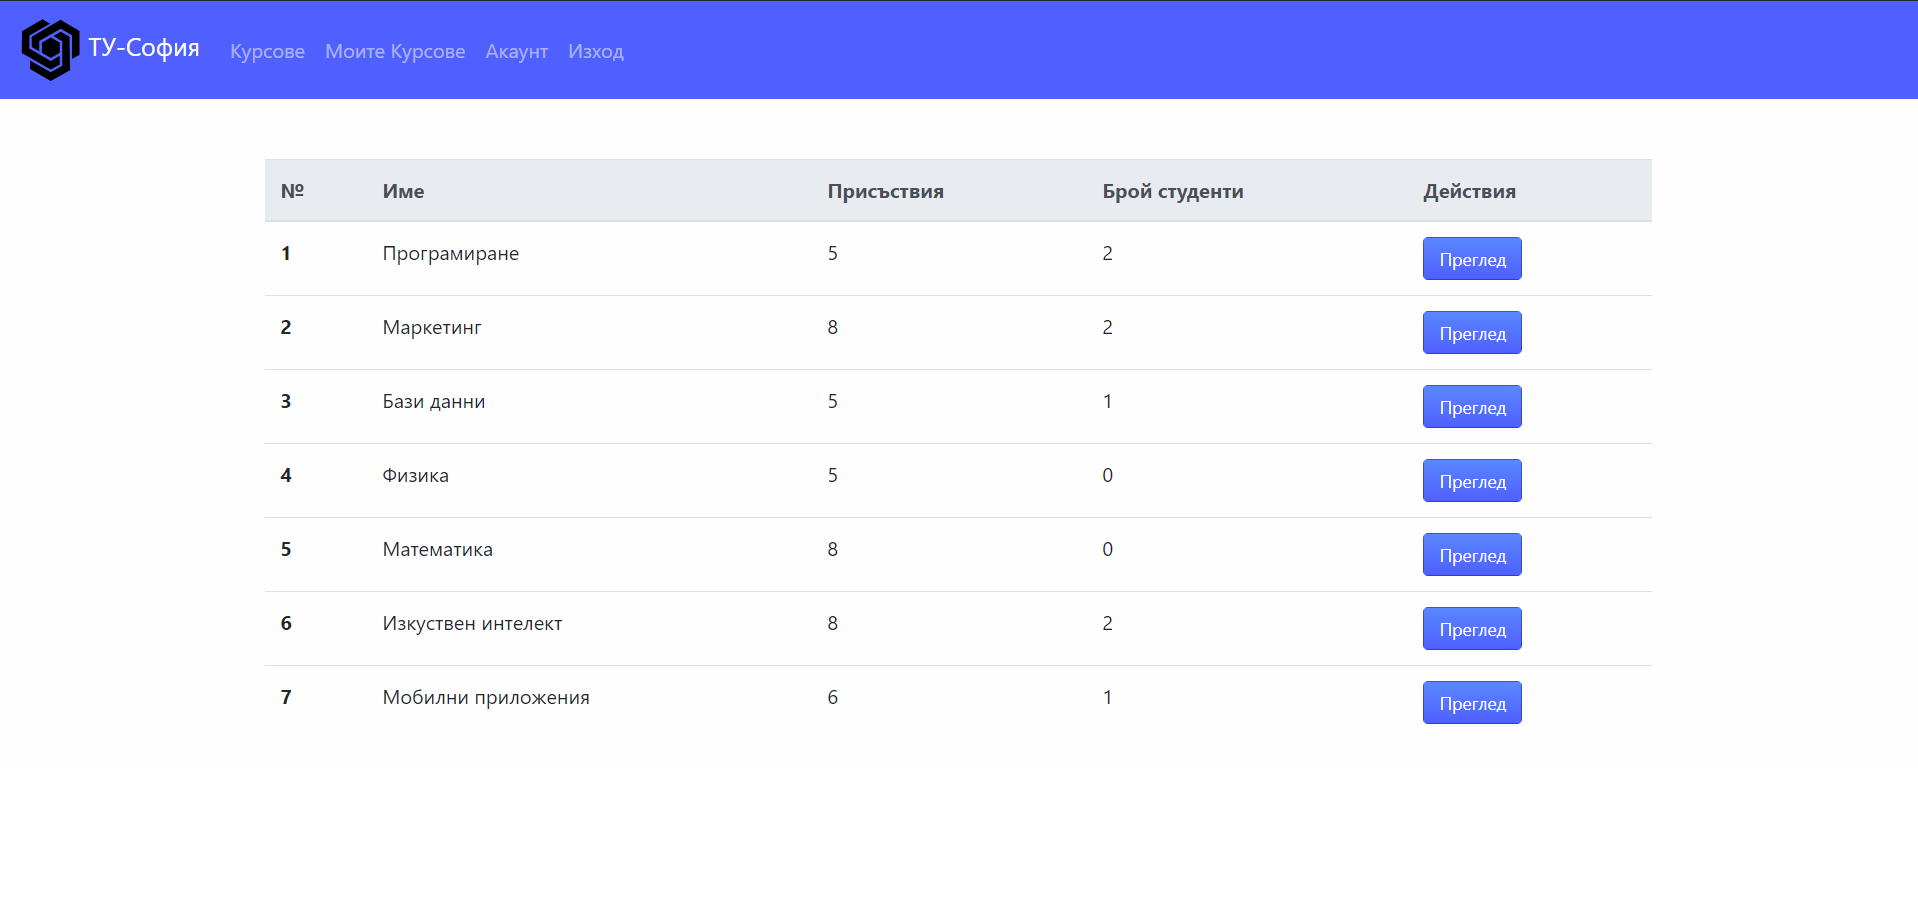 ТУ-София Курсове Моите Курсове Акаунт Изход
№ Име Присъствия Брой студенти Действия
1 Програмиране 5 2 Преглед
2 Маркетинг 8 2 Преглед
3 Бази данни 5 1 Преглед
4 Физика 5 0 Преглед
5 Математика 8 0 Преглед
6 Изкуствен интелект 8 2 Преглед
7 Мобилни приложения 6 1 Преглед